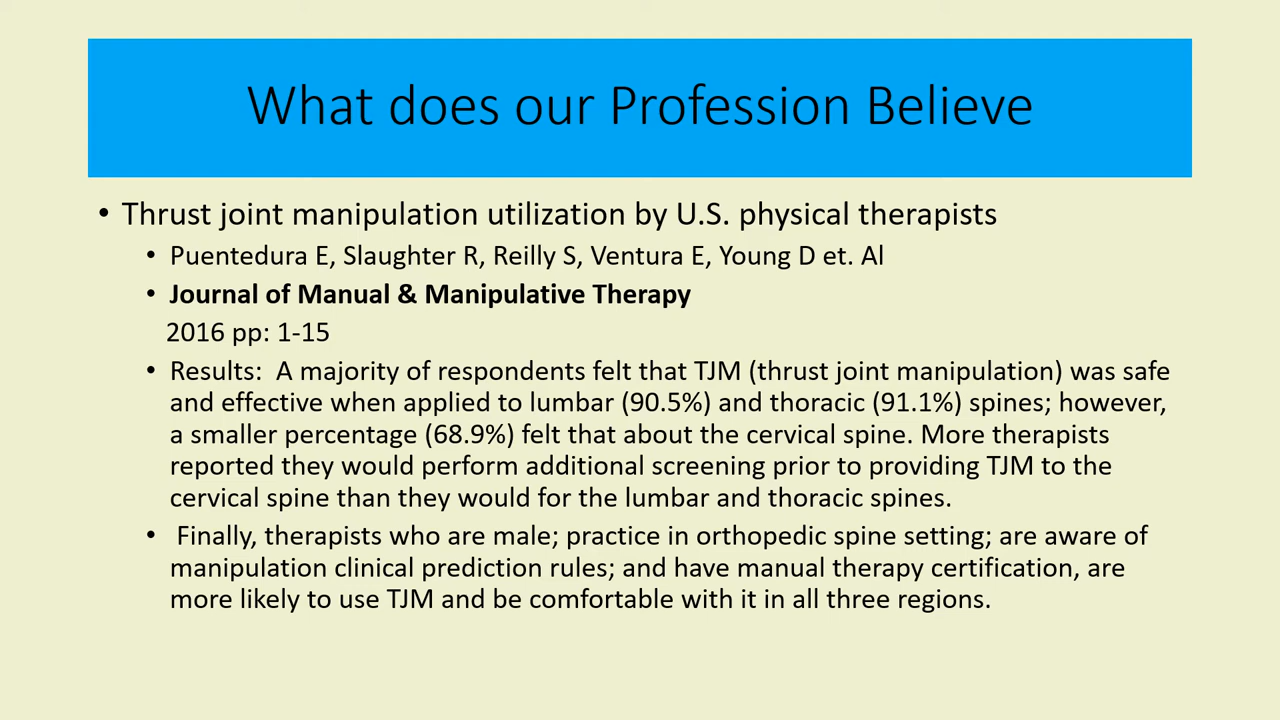 What does our Profession Believe
• Thrust joint manipulation utilization by U.S. physical therapists
• Puentedura E, Slaughter R, Reilly S, Ventura E, Young D et. Al
• Journal of Manual & Manipulative Therapy
2016 pp: 1-15
• Results:  A majority of respondents felt that TJM (thrust joint manipulation) was safe
and effective when applied to lumbar (90.5%) and thoracic (91.1%) spines; however,
a smaller percentage (68.9%) felt that about the cervical spine. More therapists
reported they would perform additional screening prior to providing TJM to the
cervical spine than they would for the lumbar and thoracic spines.
•  Finally, therapists who are male; practice in orthopedic spine setting; are aware of
manipulation clinical prediction rules; and have manual therapy certification, are
more likely to use TJM and be comfortable with it in all three regions.